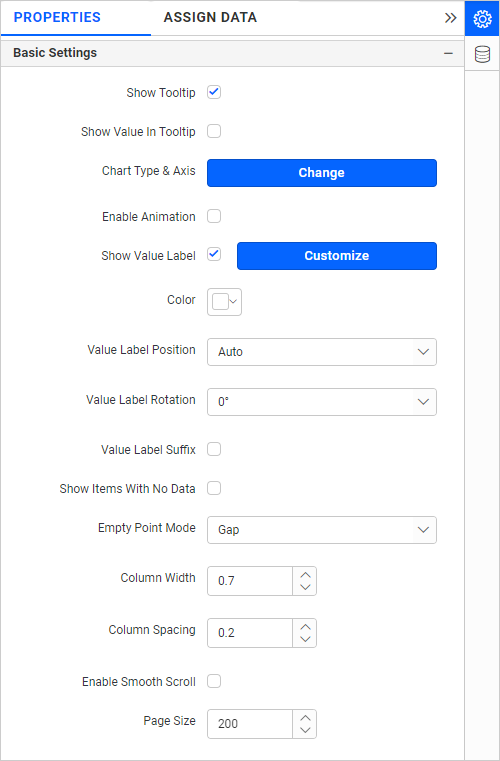 PROPERTIES ASSIGN DATA
Basic Settings
Show Tooltip
Show Value In Tooltip
Chart Type & Axis Change
Enable Animation
Show Value Label Customize
Color
Value Label Position Auto
Value Label Rotation 0°
Value Label Suffix
Show Items With No Data
Empty Point Mode Gap
Column Width 0.7
Column Spacing 0.2
Enable Smooth Scroll
Page Size 200